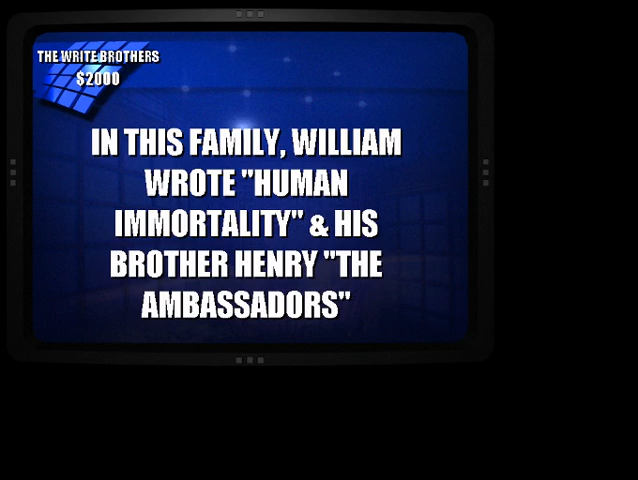 THE WRITE BROTHERS
$2000
IN THIS FAMILY, WILLIAM
WROTE "HUMAN
IMMORTALITY" & HIS
BROTHER HENRY "THE
AMBASSADORS"